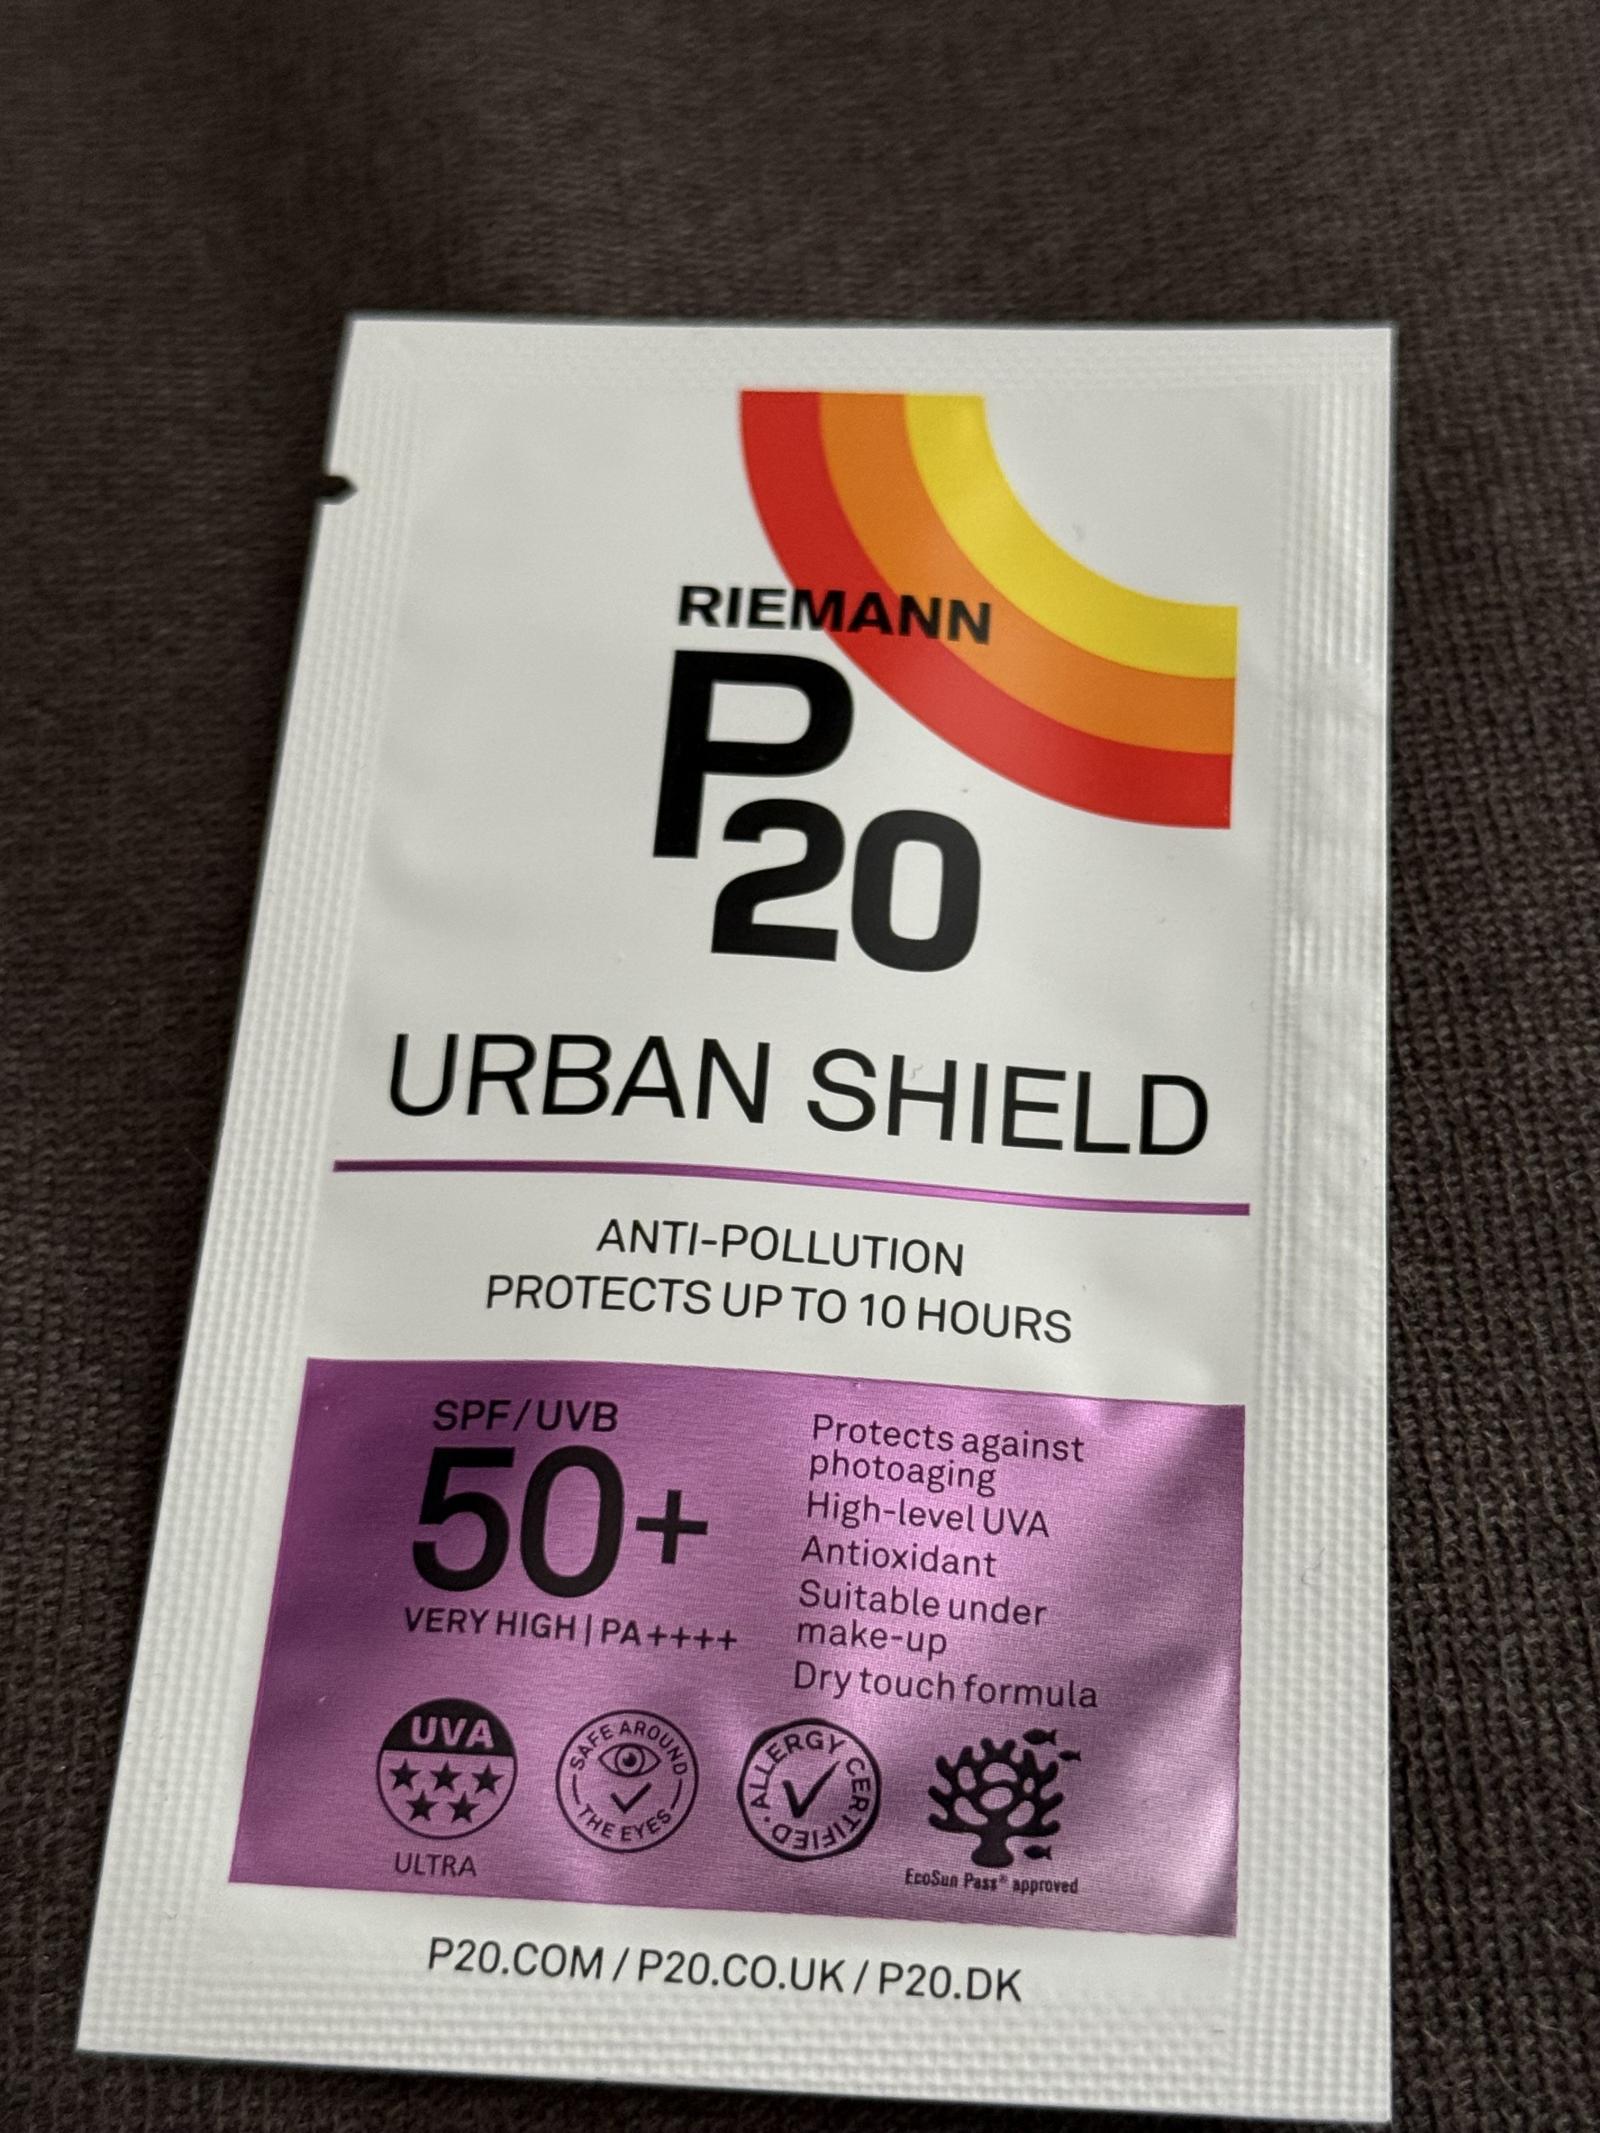 RIEMANN
P
20
URBAN SHIELD
ANTI-POLLUTION
PROTECTS UP TO 10 HOURS
SPF/UVB
50+
VERY HIGH | PA++++
Protects against
photoaging
High-level UVA
Antioxidant
Suitable under
make-up
Dry touch formula
UVA
ULTRA
SAFE AROUND
THE EYES
ALLERGY CERTIFIED
EcoSun Pass® approved
P20.COM / P20.CO.UK / P20.DK